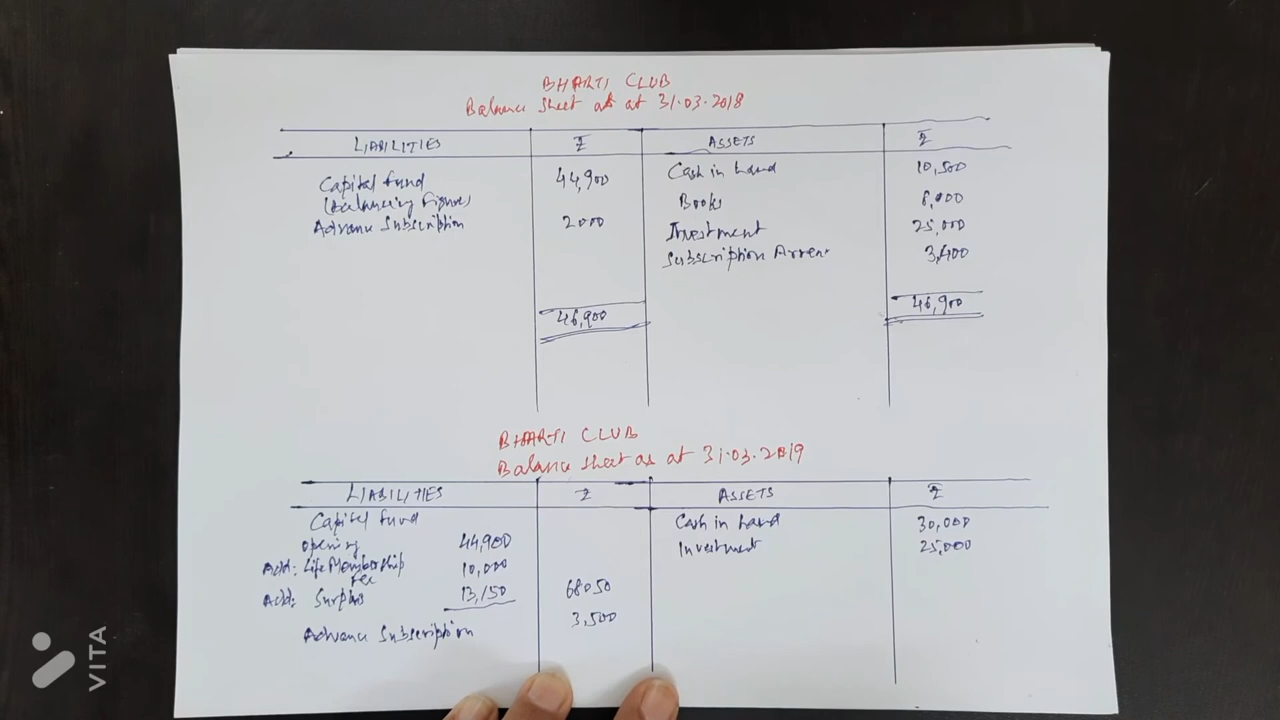 BHARTI CLUB
Balance Sheet as at 31.03.2018
LIABILITIES ₹ ASSETS ₹
Capital fund 44,900 Cash in hand 10,500
(Balancing Figure) Books 8,000
Advance Subscription 2000 Investment 25,000
Subscription Arrear 3,400
46,900 46,900
BHARTI CLUB
Balance Sheet as at 31.03.2019
LIABILITIES ₹ ASSETS ₹
Capital fund Cash in hand 30,000
Opening 44,900 Investment 25,000
Add: Life Membership 10,000
Fee
Add: Surplus 13,150 68050
Advance Subscription 3,500
VITA